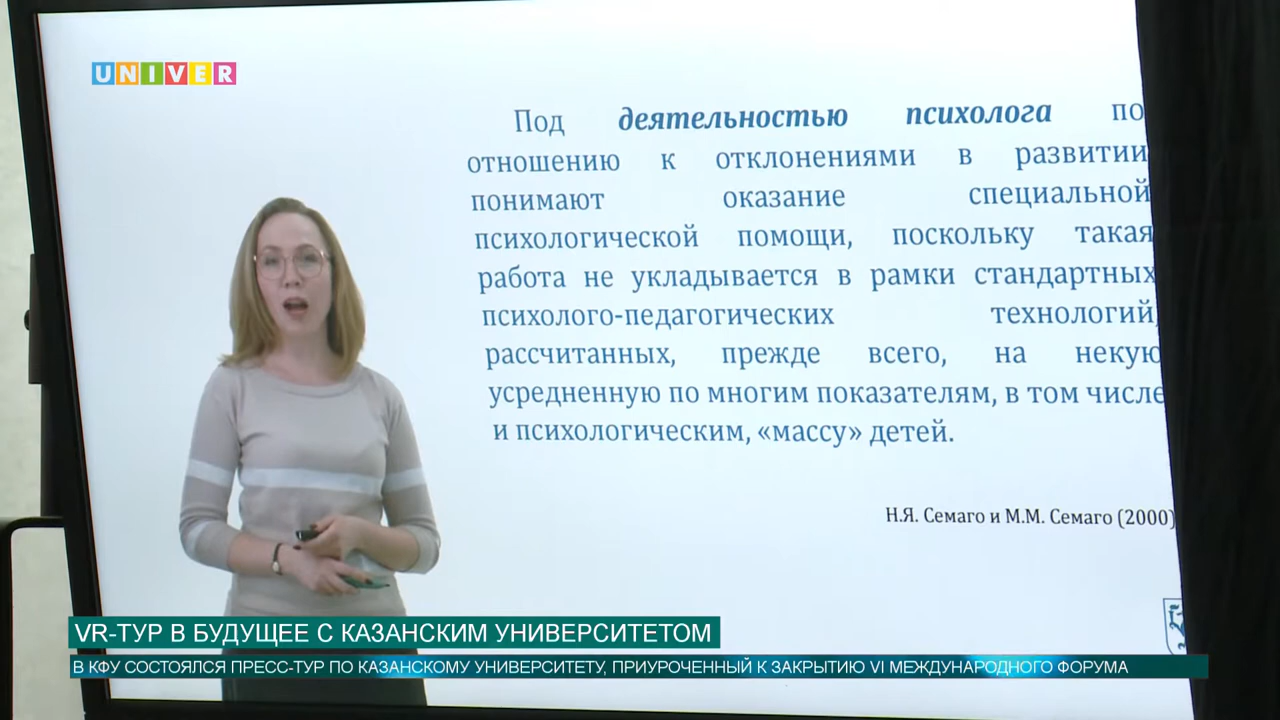 UNIVER
Под деятельностью психолога по
отношению к отклонениями в развитии
понимают оказание специальной
психологической помощи, поскольку такая
работа не укладывается в рамки стандартных
психолого-педагогических технологий,
рассчитанных, прежде всего, на некую
усредненную по многим показателям, в том числе
и психологическим, «массу» детей.
Н.Я. Семаго и М.М. Семаго (2000)
VR-ТУР В БУДУЩЕЕ С КАЗАНСКИМ УНИВЕРСИТЕТОМ
В КФУ СОСТОЯЛСЯ ПРЕСС-ТУР ПО КАЗАНСКОМУ УНИВЕРСИТЕТУ, ПРИУРОЧЕННЫЙ К ЗАКРЫТИЮ VI МЕЖДУНАРОДНОГО ФОРУМА